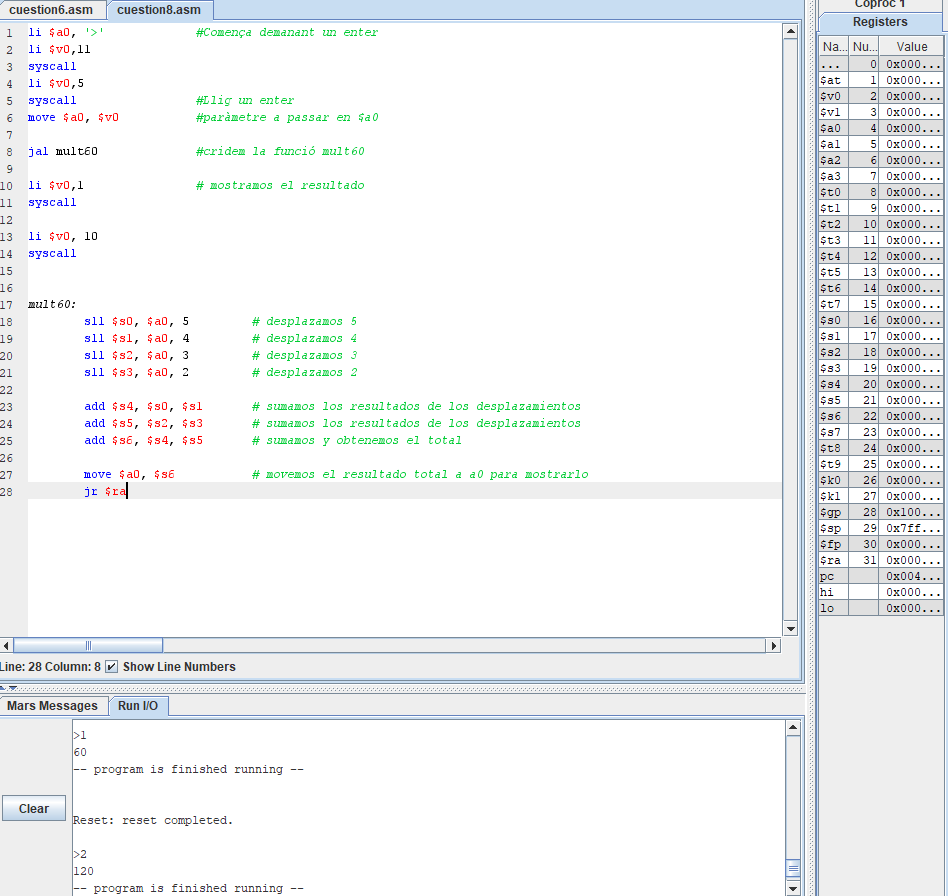 cuestion6.asm cuestion8.asm
1 li $a0, '>' #Comença demanant un enter
2 li $v0,11
3 syscall
4 li $v0,5
5 syscall #Llig un enter
6 move $a0, $v0 #paràmetre a passar en $a0
7
8 jal mult60 #cridem la funció mult60
9
10 li $v0,1 # mostramos el resultado
11 syscall
12
13 li $v0, 10
14 syscall
15
16
17 mult60:
18 sll $s0, $a0, 5 # desplazamos 5
19 sll $s1, $a0, 4 # desplazamos 4
20 sll $s2, $a0, 3 # desplazamos 3
21 sll $s3, $a0, 2 # desplazamos 2
22
23 add $s4, $s0, $s1 # sumamos los resultados de los desplazamientos
24 add $s5, $s2, $s3 # sumamos los resultados de los desplazamientos
25 add $s6, $s4, $s5 # sumamos y obtenemos el total
26
27 move $a0, $s6 # movemos el resultado total a a0 para mostrarlo
28 jr $ra
Line: 28 Column: 8 Show Line Numbers
Mars Messages Run I/O
>1
60
-- program is finished running --
Clear
Reset: reset completed.
>2
120
-- program is finished running --
Coproc 1
Registers
Na... Nu... Value
... 0 0x000...
$at 1 0x000...
$v0 2 0x000...
$v1 3 0x000...
$a0 4 0x000...
$a1 5 0x000...
$a2 6 0x000...
$a3 7 0x000...
$t0 8 0x000...
$t1 9 0x000...
$t2 10 0x000...
$t3 11 0x000...
$t4 12 0x000...
$t5 13 0x000...
$t6 14 0x000...
$t7 15 0x000...
$s0 16 0x000...
$s1 17 0x000...
$s2 18 0x000...
$s3 19 0x000...
$s4 20 0x000...
$s5 21 0x000...
$s6 22 0x000...
$s7 23 0x000...
$t8 24 0x000...
$t9 25 0x000...
$k0 26 0x000...
$k1 27 0x000...
$gp 28 0x100...
$sp 29 0x7ff...
$fp 30 0x000...
$ra 31 0x000...
pc 0x004...
hi 0x000...
lo 0x000...